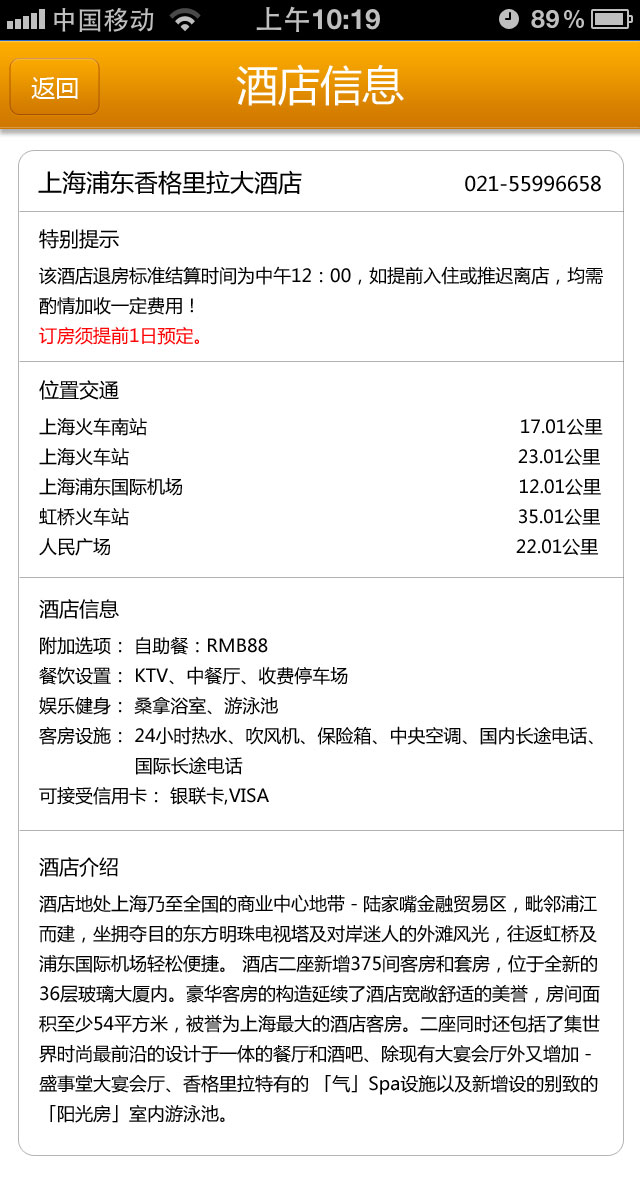 中国移动 上午10:19 89%
返回 酒店信息
上海浦东香格里拉大酒店 021-55996658
特别提示
该酒店退房标准结算时间为中午12：00，如提前入住或推迟离店，均需
酌情加收一定费用！
订房须提前1日预定。
位置交通
上海火车南站 17.01公里
上海火车站 23.01公里
上海浦东国际机场 12.01公里
虹桥火车站 35.01公里
人民广场 22.01公里
酒店信息
附加选项： 自助餐：RMB88
餐饮设置： KTV、中餐厅、收费停车场
娱乐健身： 桑拿浴室、游泳池
客房设施： 24小时热水、吹风机、保险箱、中央空调、国内长途电话、
国际长途电话
可接受信用卡： 银联卡,VISA
酒店介绍
酒店地处上海乃至全国的商业中心地带 - 陆家嘴金融贸易区，毗邻浦江
而建，坐拥夺目的东方明珠电视塔及对岸迷人的外滩风光，往返虹桥及
浦东国际机场轻松便捷。 酒店二座新增375间客房和套房，位于全新的
36层玻璃大厦内。豪华客房的构造延续了酒店宽敞舒适的美誉，房间面
积至少54平方米，被誉为上海最大的酒店客房。二座同时还包括了集世
界时尚最前沿的设计于一体的餐厅和酒吧、除现有大宴会厅外又增加 -
盛事堂大宴会厅、香格里拉特有的 「气」Spa设施以及新增设的别致的
「阳光房」室内游泳池。